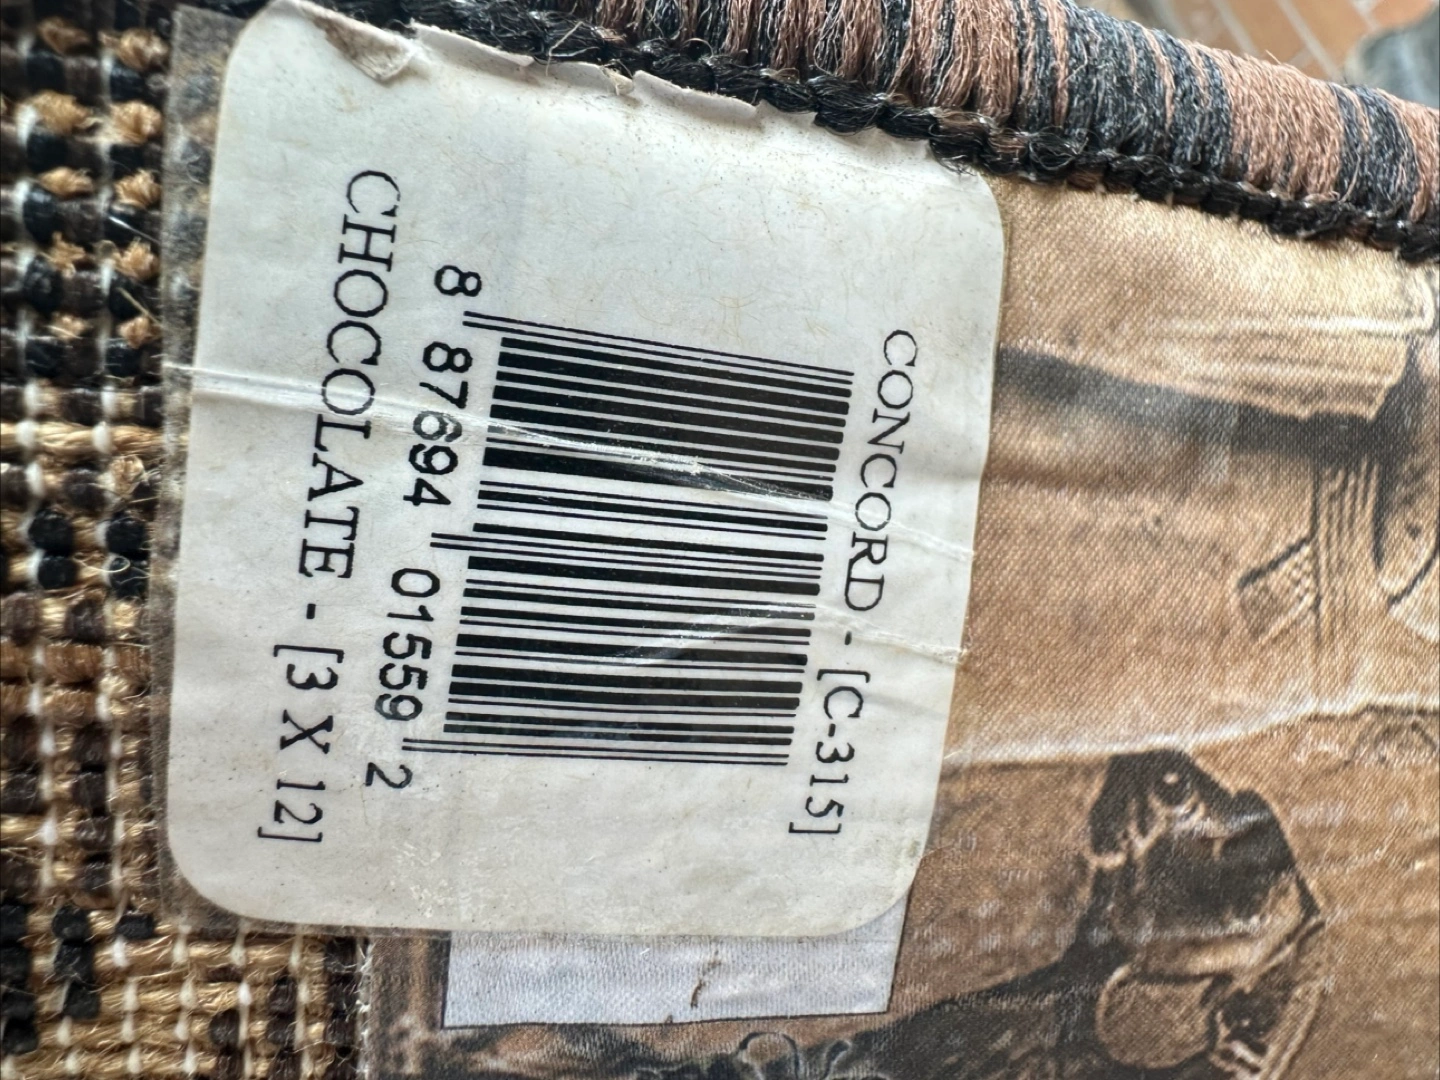 CONCORD - [C-315]
8 87694 01559 2
CHOCOLATE - [3 X 12]